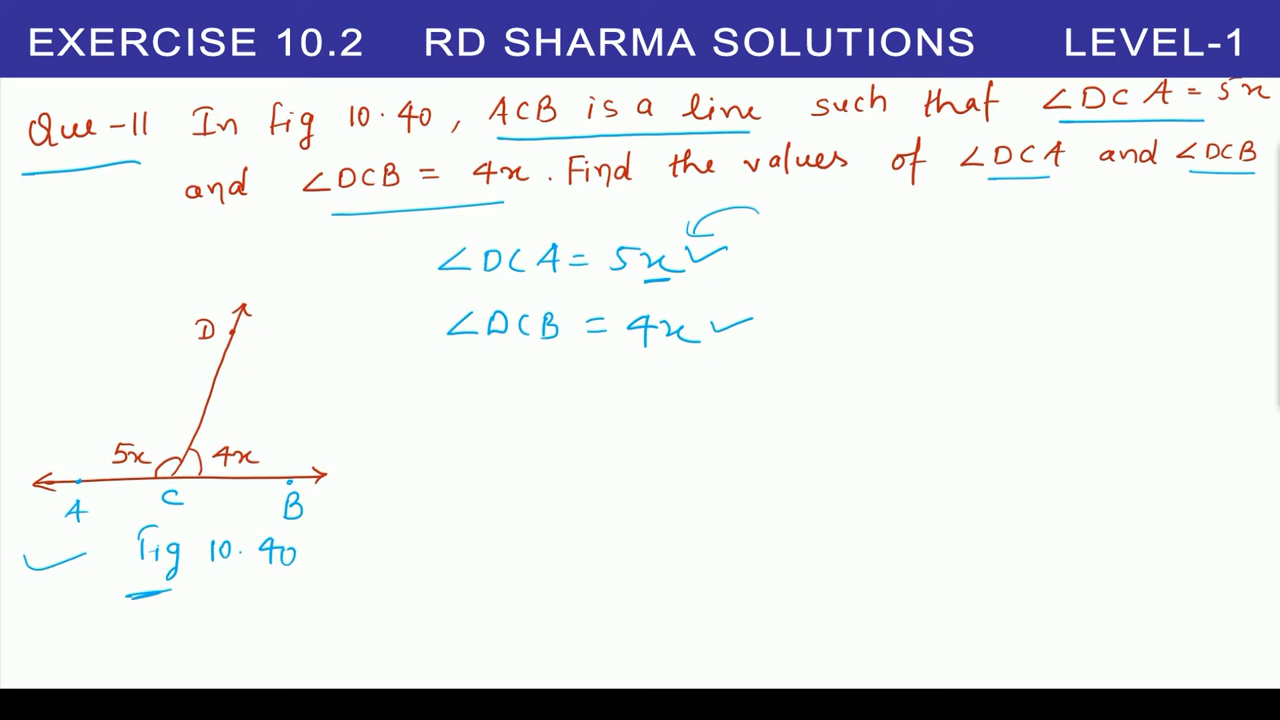 EXERCISE 10.2 RD SHARMA SOLUTIONS LEVEL-1
Que-11 In fig 10.40, ACB is a line such that ∠DCA = 5x
and ∠DCB = 4x. Find the values of ∠DCA and ∠DCB
∠DCA = 5x
∠DCB = 4x
D
5x 4x
A C B
Fig 10.40